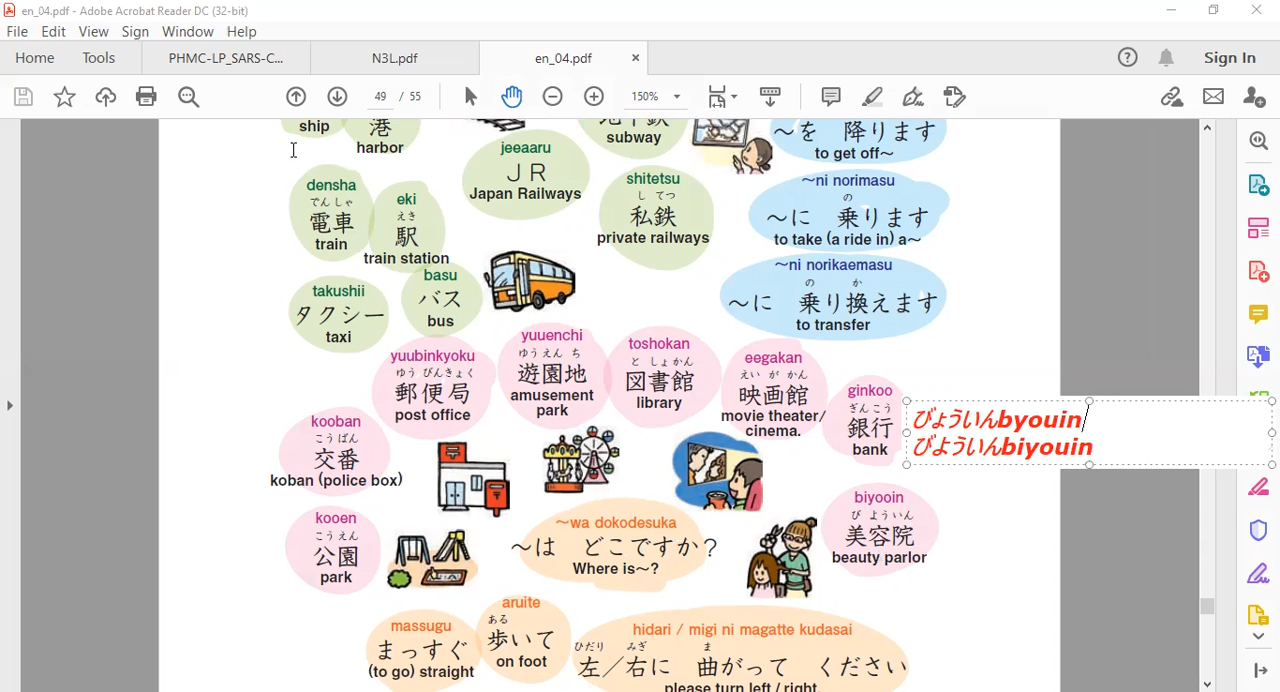 en_04.pdf - Adobe Acrobat Reader DC (32-bit)
File Edit View Sign Window Help
Home Tools PHMC-LP_SARS-C... N3L.pdf en_04.pdf × Sign In
49 / 55 150%
ship
港
harbor
jeeaaru
JR
Japan Railways
地下鉄
subway
〜を 降ります
to get off〜
densha
でんしゃ
電車
train
eki
えき
駅
train station
shitetsu
し てつ
私鉄
private railways
〜ni norimasu
の
〜に 乗ります
to take (a ride in) a〜
takushii
タクシー
taxi
basu
バス
bus
〜ni norikaemasu
の か
〜に 乗り換えます
to transfer
yuubinkyoku
ゆう びんきょく
郵便局
post office
yuuenchi
ゆうえん ち
遊園地
amusement
park
toshokan
と しょかん
図書館
library
eegakan
えい が かん
映画館
movie theater/
cinema.
ginkoo
ぎんこう
銀行
bank
びょういんbyouin
びよういんbiyouin
kooban
こうばん
交番
koban (police box)
kooen
こうえん
公園
park
〜wa dokodesuka
〜は どこですか?
Where is〜?
biyooin
び よういん
美容院
beauty parlor
massugu
まっすぐ
(to go) straight
aruite
ある
歩いて
on foot
hidari / migi ni magatte kudasai
ひだり みぎ ま
左/右に 曲がって ください
please turn left / right.